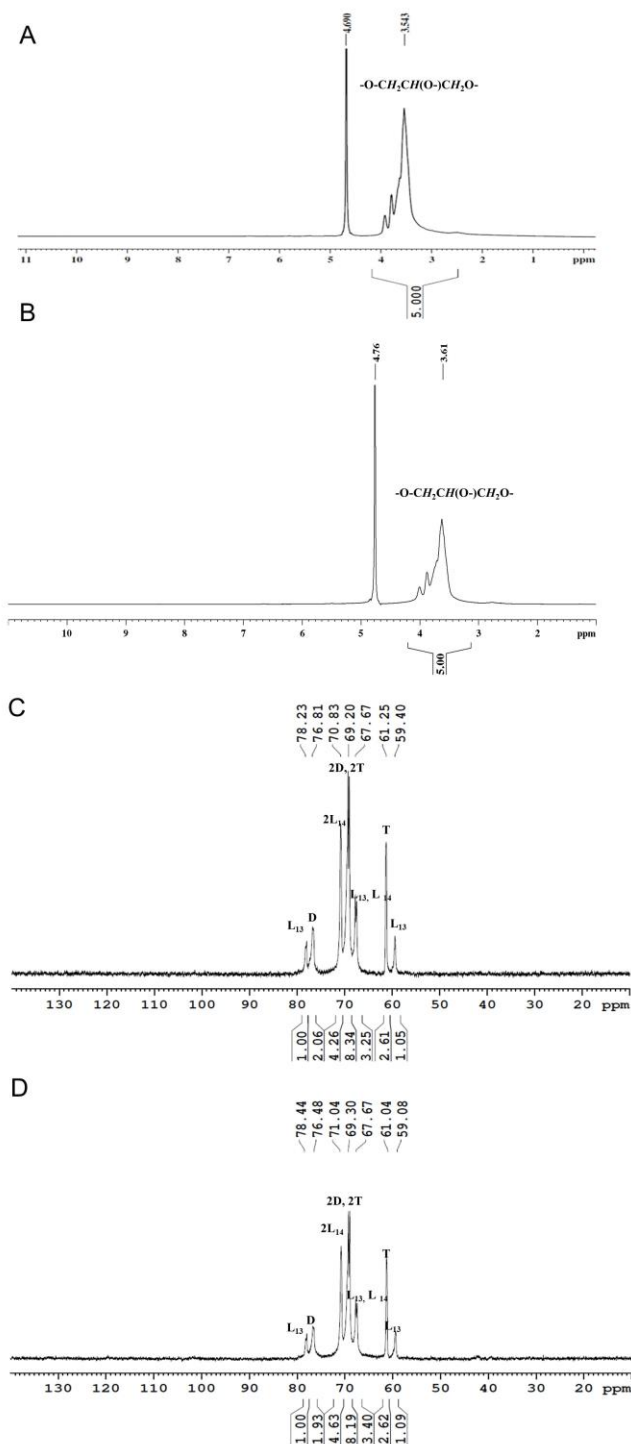 A
4.690 3.543
-O-CH₂CH(O-)CH₂O-
11 10 9 8 7 6 5 4 3 2 1 ppm
5.000
B
4.76 3.61
-O-CH₂CH(O-)CH₂O-
10 9 8 7 6 5 4 3 2 1 ppm
5.00
C
78.23 76.81 70.83 69.20 67.67 61.25 59.40
2D, 2T
2L₁₄ T
L₁₃ D L₁₃, L₁₄ L₁₃
130 120 110 100 90 80 70 60 50 40 30 20 10 ppm
1.00 2.06 4.26 8.34 3.25 2.61 1.05
D
78.44 76.48 71.04 69.30 67.67 61.04 59.08
2D, 2T
2L₁₄ T
L₁₃ D L₁₃, L₁₄ L₁₃
130 120 110 100 90 80 70 60 50 40 30 20 10 ppm
1.00 1.93 4.63 8.19 3.40 2.62 1.09